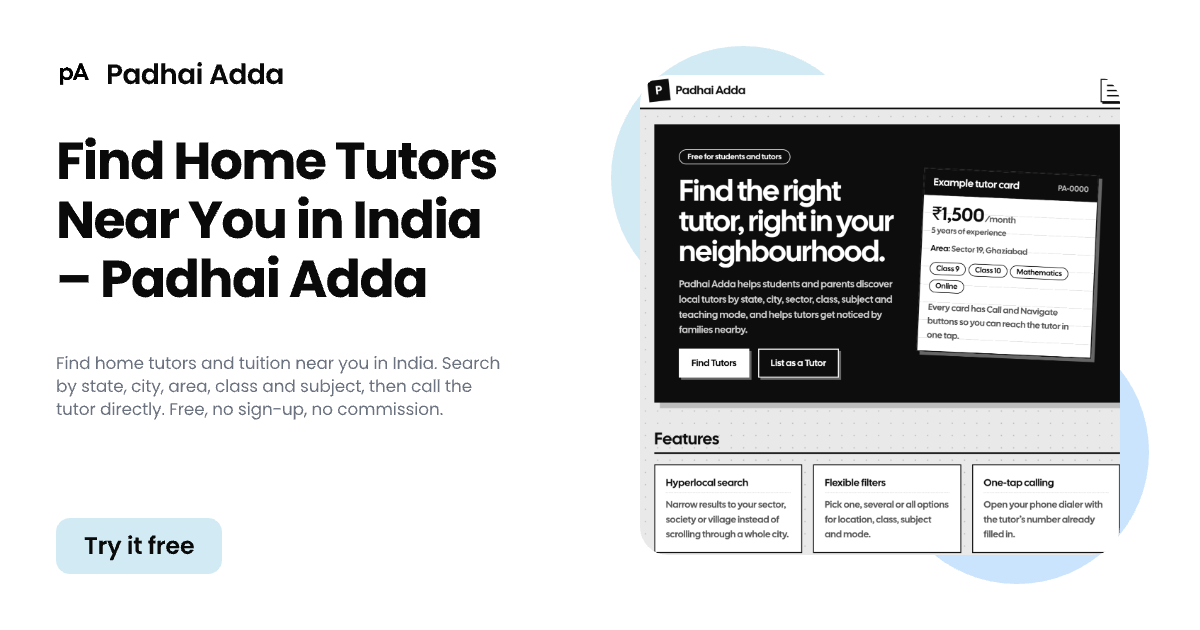 pA Padhai Adda
Find Home Tutors
Near You in India
– Padhai Adda
Find home tutors and tuition near you in India. Search
by state, city, area, class and subject, then call the
tutor directly. Free, no sign-up, no commission.
Try it free
P Padhai Adda
Free for students and tutors
Find the right
tutor, right in your
neighbourhood.
Padhai Adda helps students and parents discover
local tutors by state, city, sector, class, subject and
teaching mode, and helps tutors get noticed by
families nearby.
Find Tutors List as a Tutor
Example tutor card PA-0000
₹1,500/month
5 years of experience
Area: Sector 19, Ghaziabad
Class 9 Class 10 Mathematics
Online
Every card has Call and Navigate
buttons so you can reach the tutor in
one tap.
Features
Hyperlocal search
Narrow results to your sector,
society or village instead of
scrolling through a whole city.
Flexible filters
Pick one, several or all options
for location, class, subject
and mode.
One-tap calling
Open your phone dialer with
the tutor's number already
filled in.